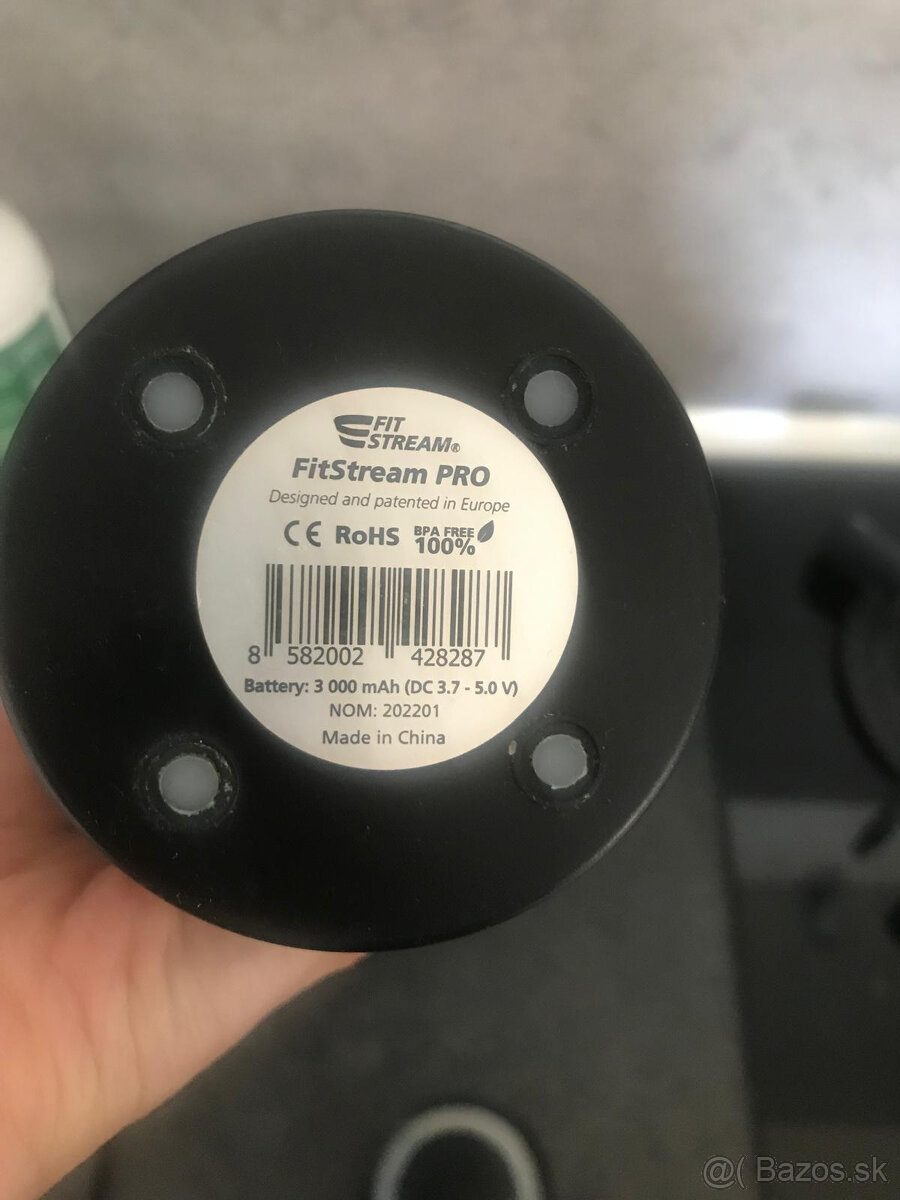 FIT
STREAM®
FitStream PRO
Designed and patented in Europe
CE RoHS BPA FREE 100%
8 582002 428287
Battery: 3 000 mAh (DC 3.7 - 5.0 V)
NOM: 202201
Made in China
@( Bazos.sk